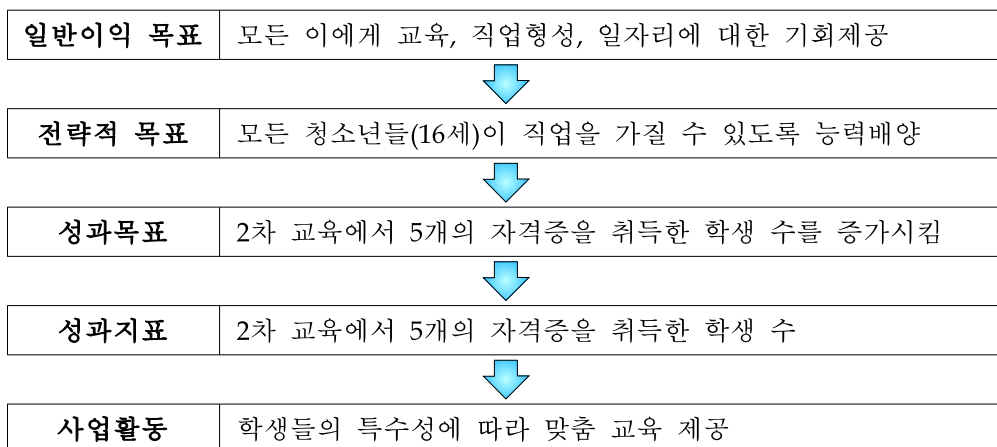 일반이익 목표 모든 이에게 교육, 직업형성, 일자리에 대한 기회제공
전략적 목표 모든 청소년들(16세)이 직업을 가질 수 있도록 능력배양
성과목표 2차 교육에서 5개의 자격증을 취득한 학생 수를 증가시킴
성과지표 2차 교육에서 5개의 자격증을 취득한 학생 수
사업활동 학생들의 특수성에 따라 맞춤 교육 제공